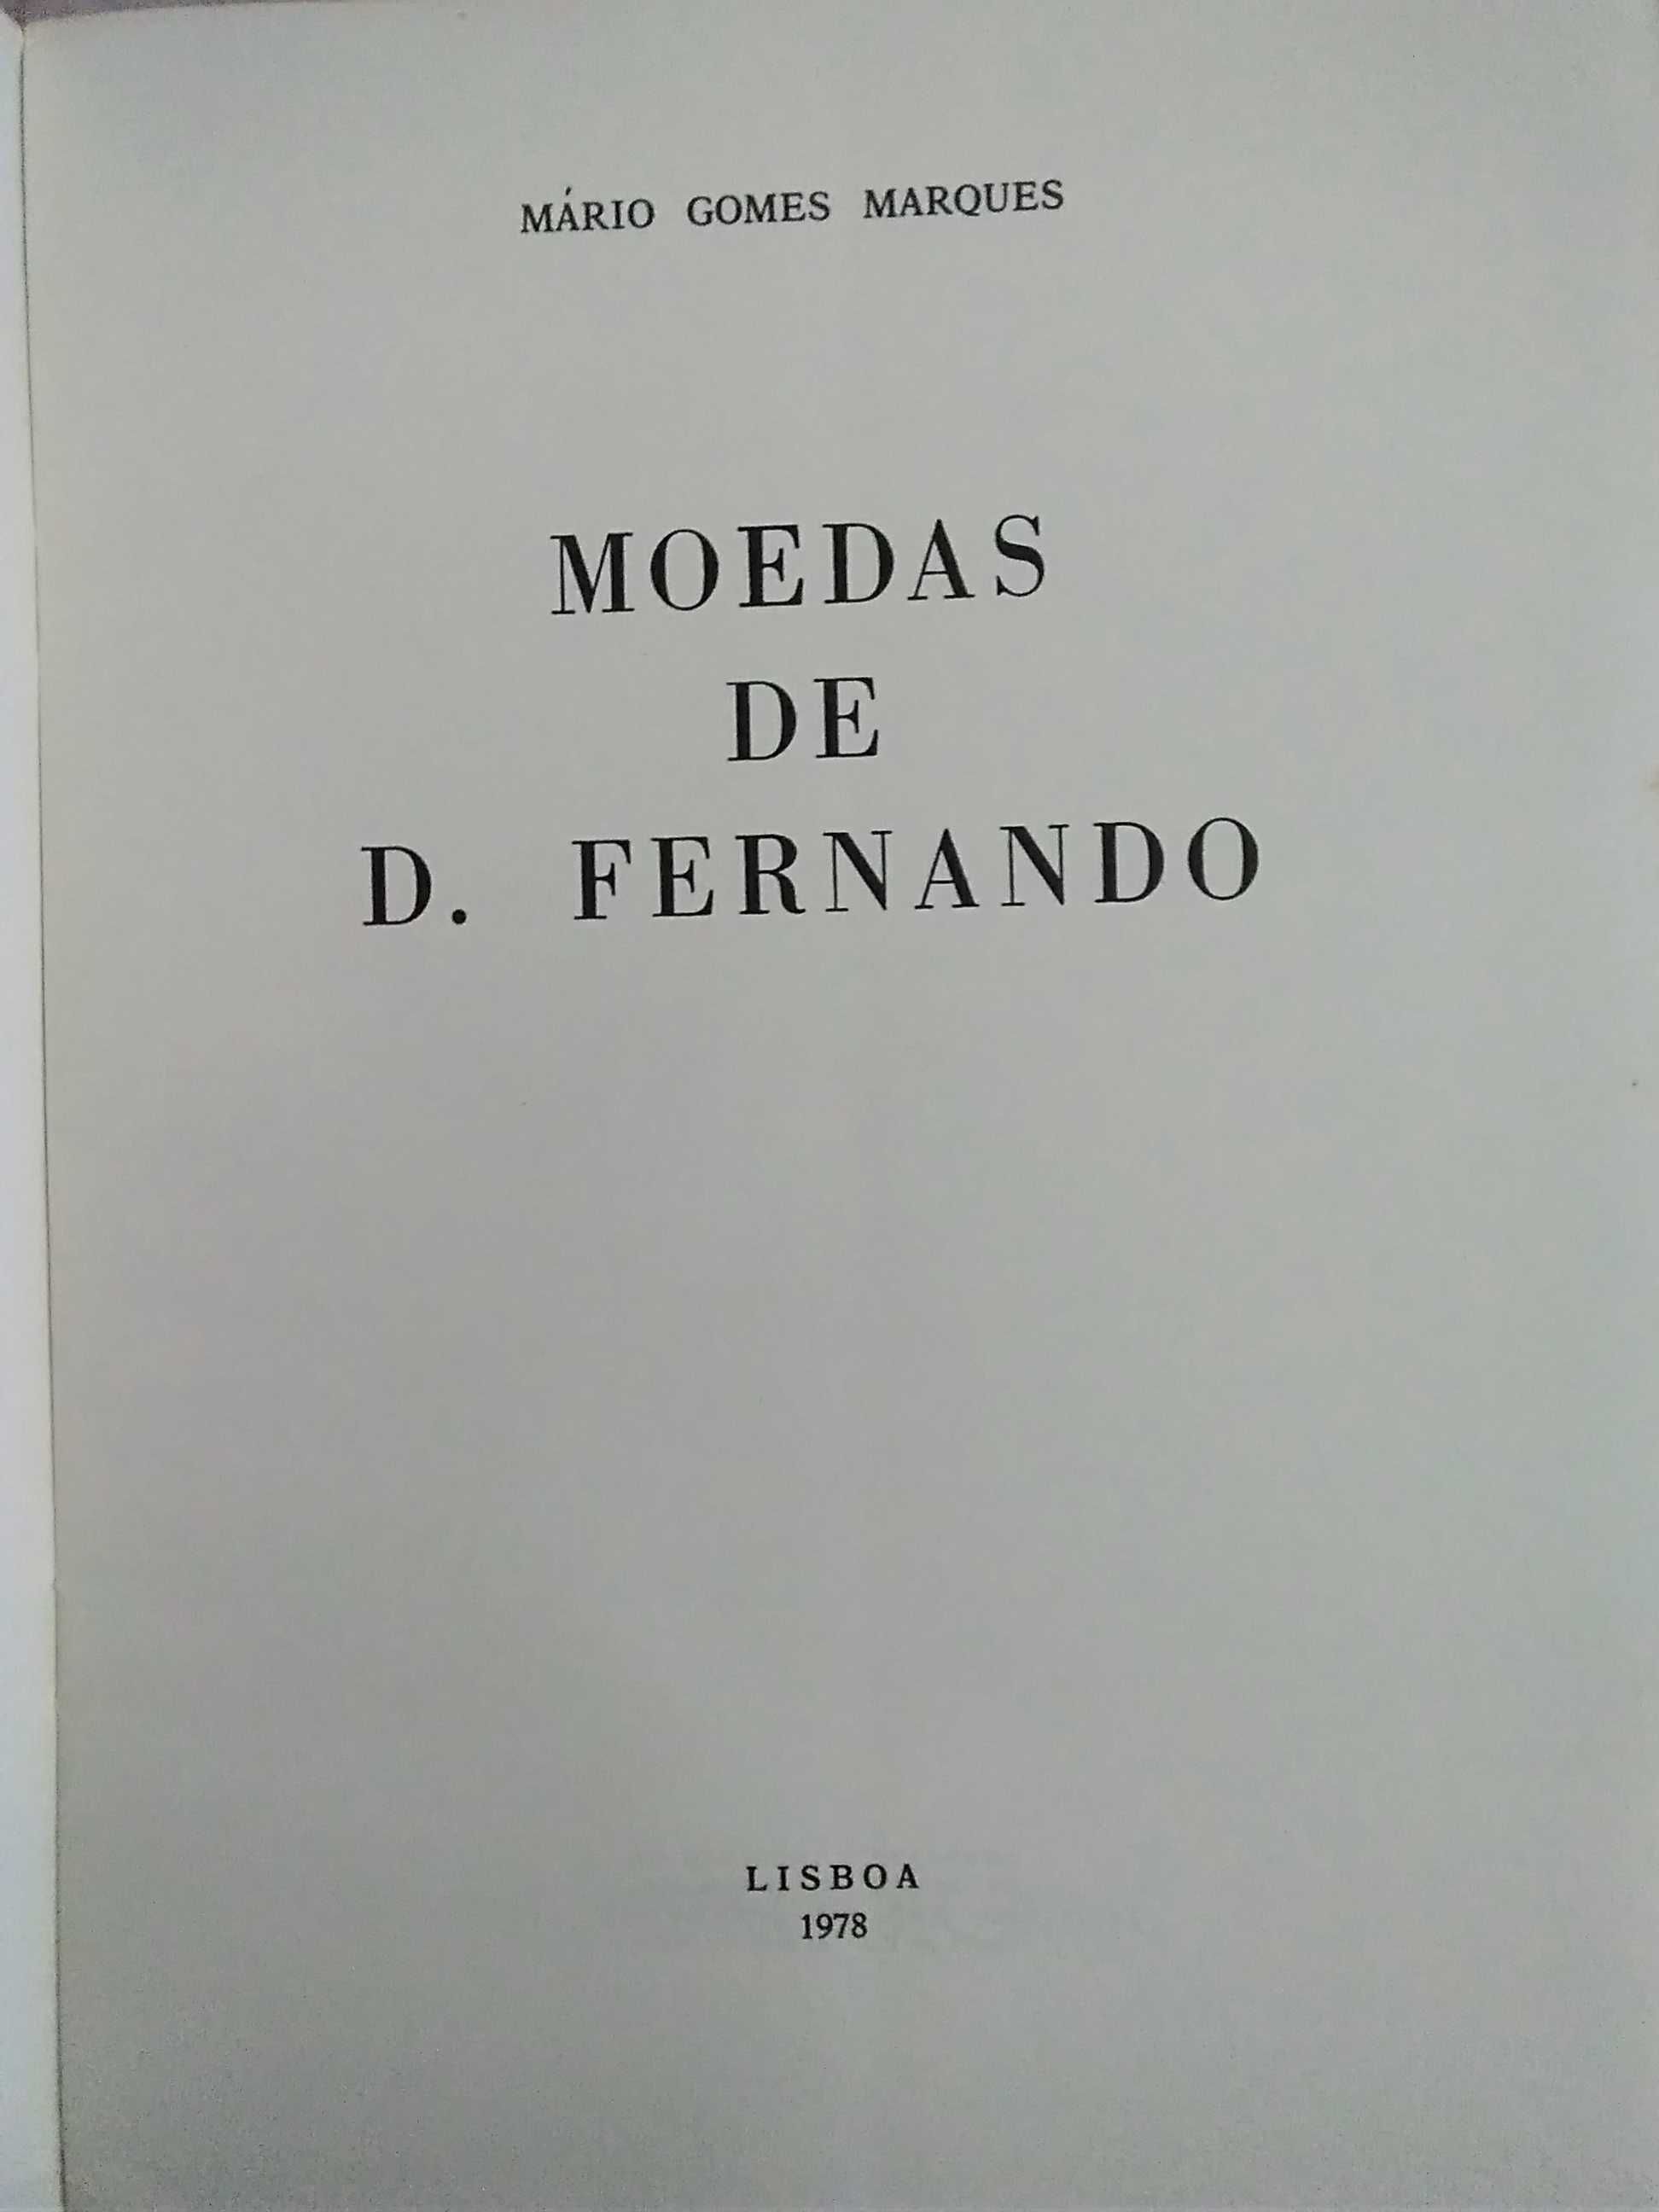 MÁRIO GOMES MARQUES
MOEDAS
DE
D. FERNANDO
LISBOA
1978